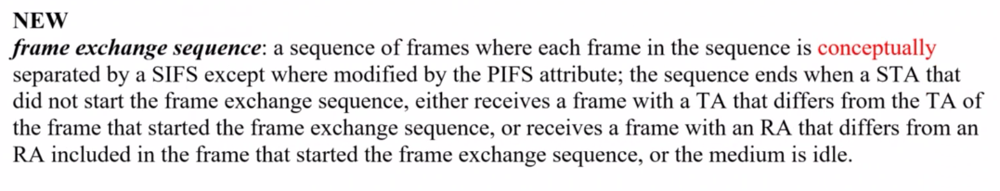 NEW
frame exchange sequence: a sequence of frames where each frame in the sequence is conceptually
separated by a SIFS except where modified by the PIFS attribute; the sequence ends when a STA that
did not start the frame exchange sequence, either receives a frame with a TA that differs from the TA of
the frame that started the frame exchange sequence, or receives a frame with an RA that differs from an
RA included in the frame that started the frame exchange sequence, or the medium is idle.